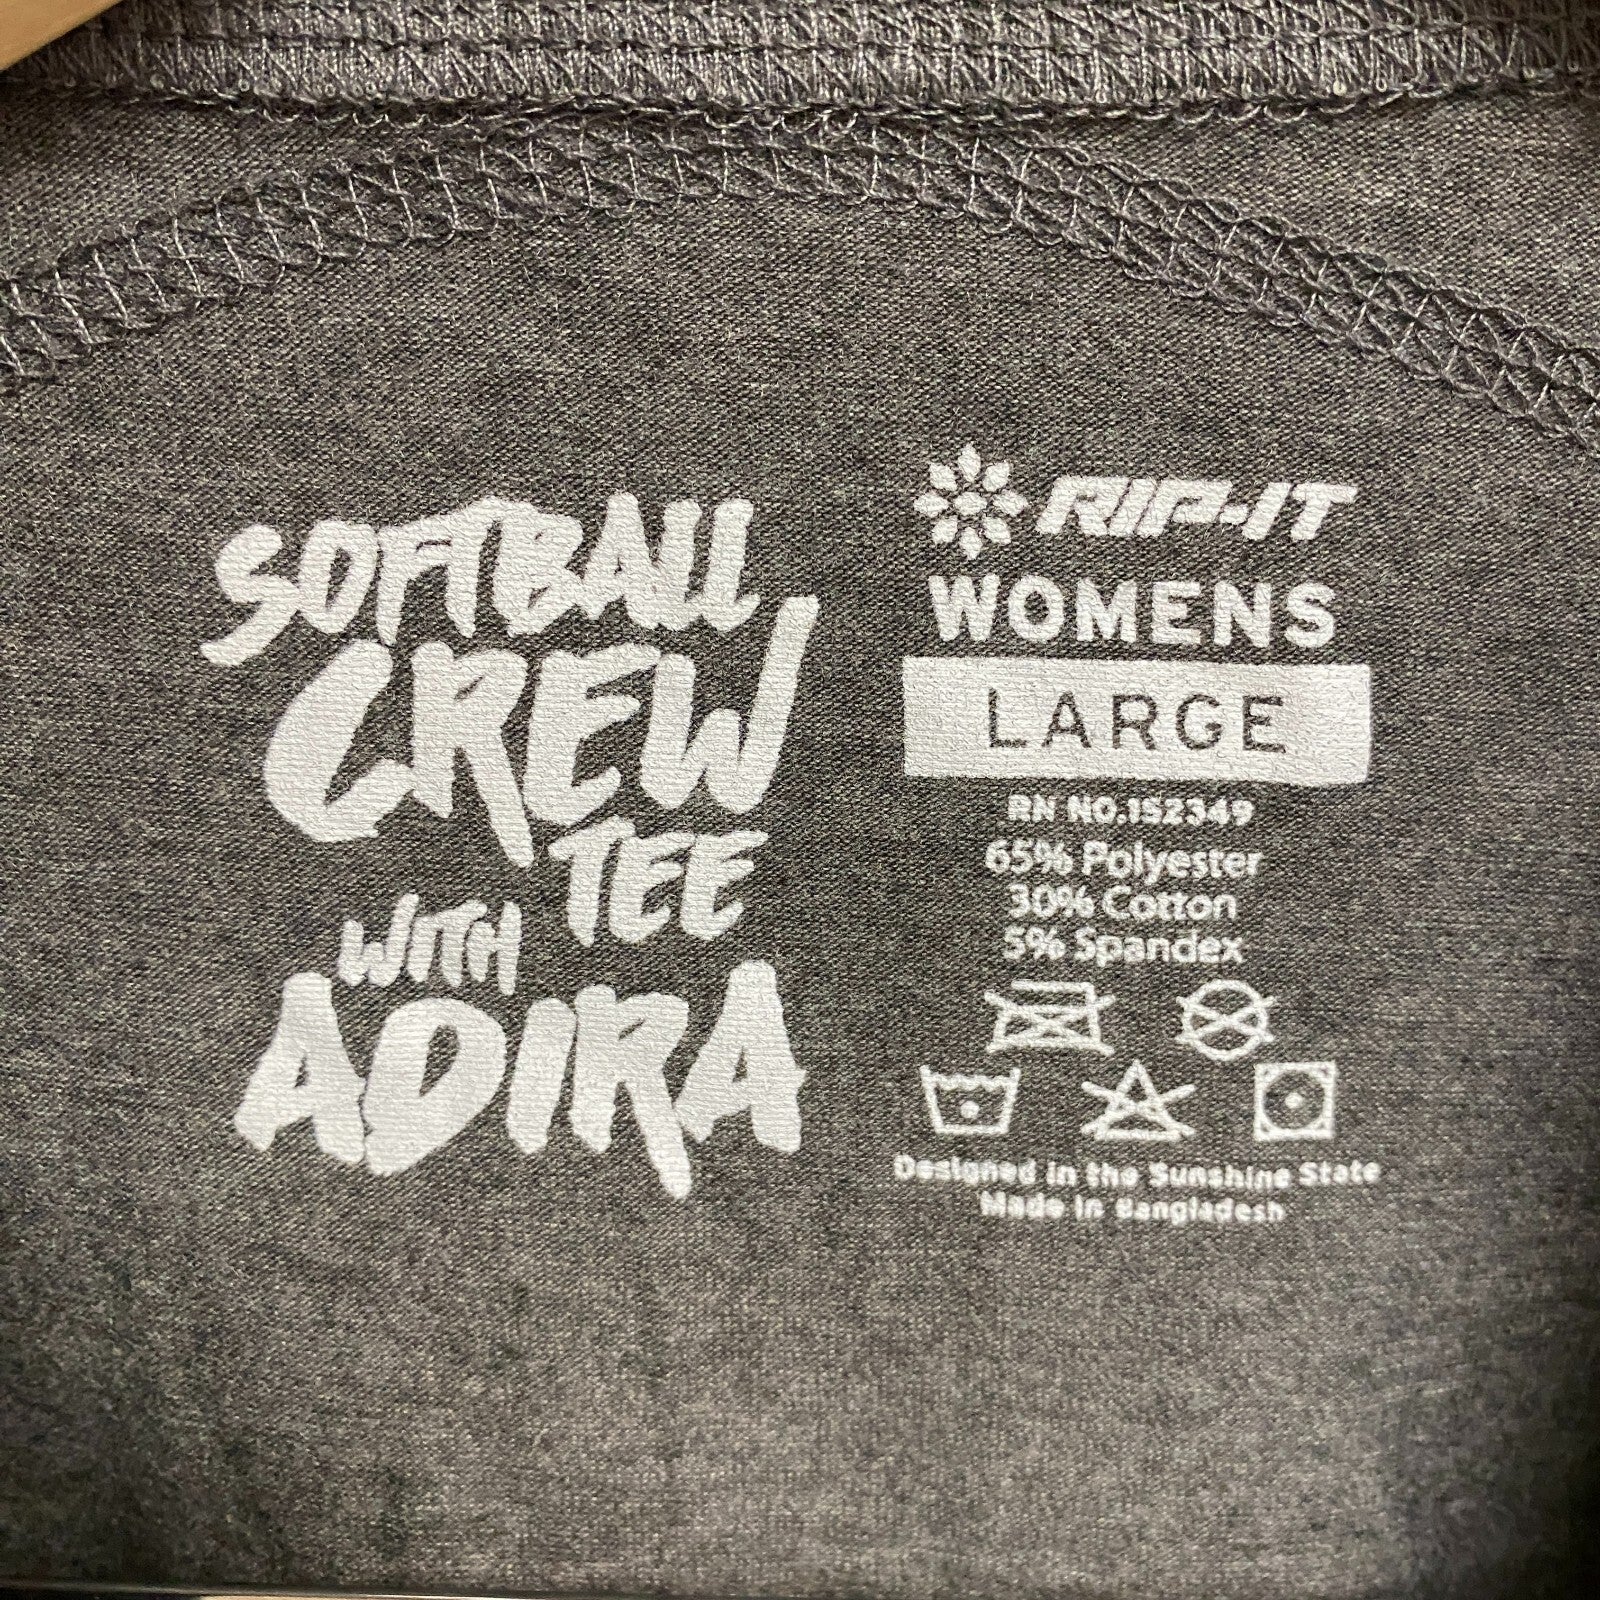 SOFTBALL
CREW
TEE
WITH
ADIRA
RIP-IT
WOMENS
LARGE
RN NO.152349
65% Polyester
30% Cotton
5% Spandex
Designed in the Sunshine State
Made in Bangladesh